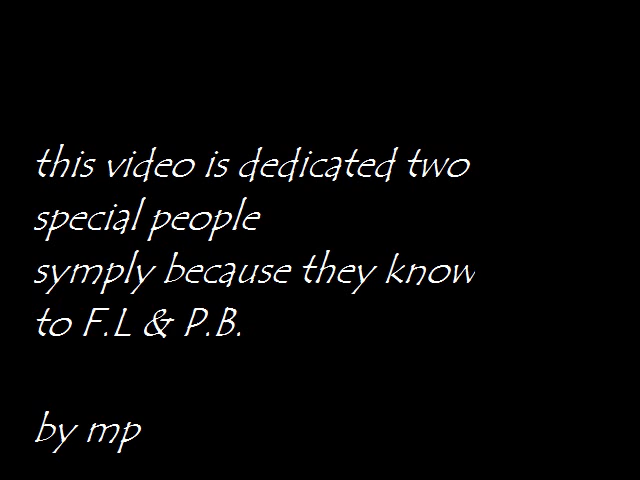 this video is dedicated two
special people
symply because they know
to F.L & P.B.
by mp